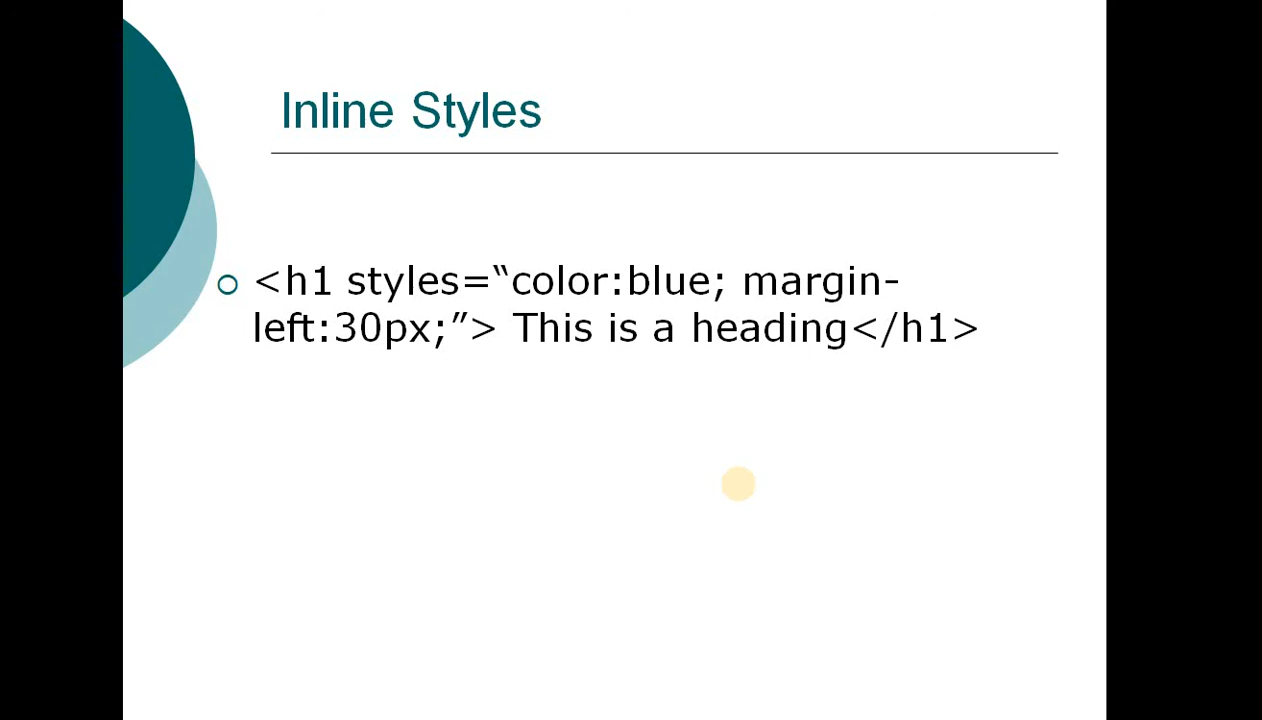 Inline Styles
<h1 styles=“color:blue; margin-
left:30px;”> This is a heading</h1>